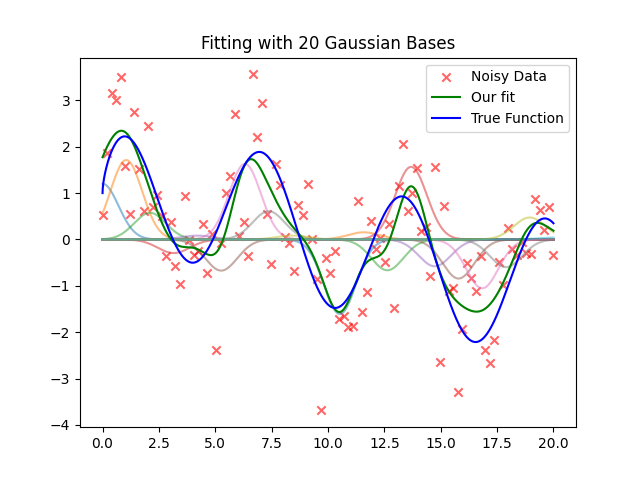 Fitting with 20 Gaussian Bases
Noisy Data
Our fit
True Function
3
2
1
0
−1
−2
−3
−4
0.0 2.5 5.0 7.5 10.0 12.5 15.0 17.5 20.0